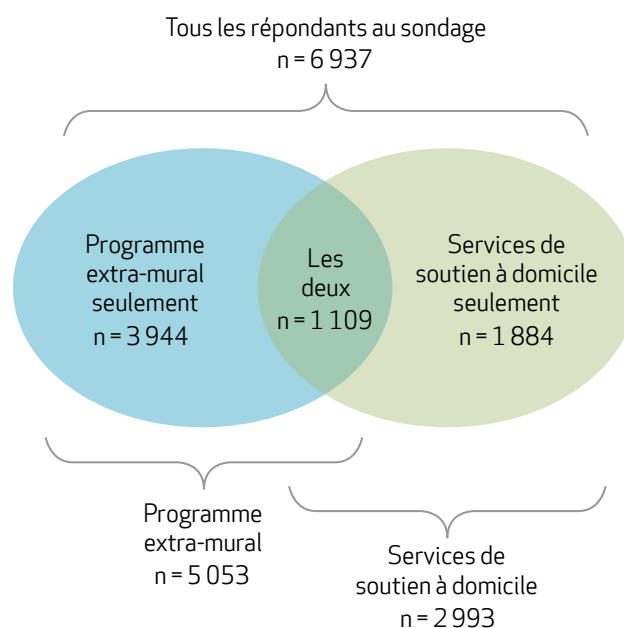 Tous les répondants au sondage
n = 6 937
Programme
extra-mural
seulement
n = 3 944
Les
deux
n = 1 109
Services de
soutien à domicile
seulement
n = 1 884
Programme
extra-mural
n = 5 053
Services de
soutien à domicile
n = 2 993